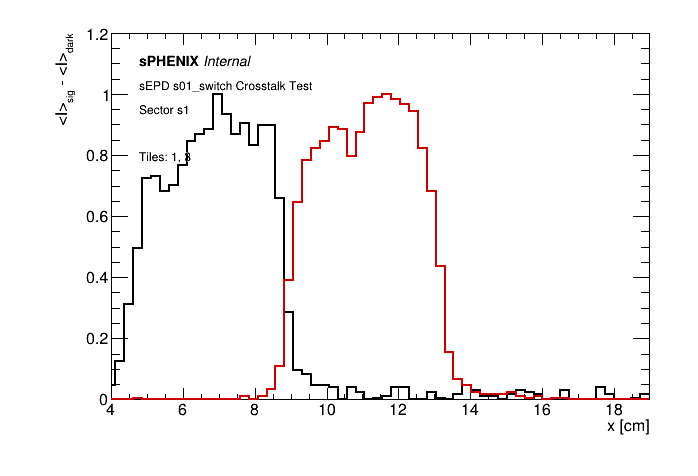 <I>sig - <I>dark
1.2
1
0.8
0.6
0.4
0.2
0
sPHENIX Internal
sEPD s01_switch Crosstalk Test
Sector s1
Tiles: 1, 3
4 6 8 10 12 14 16 18
x [cm]